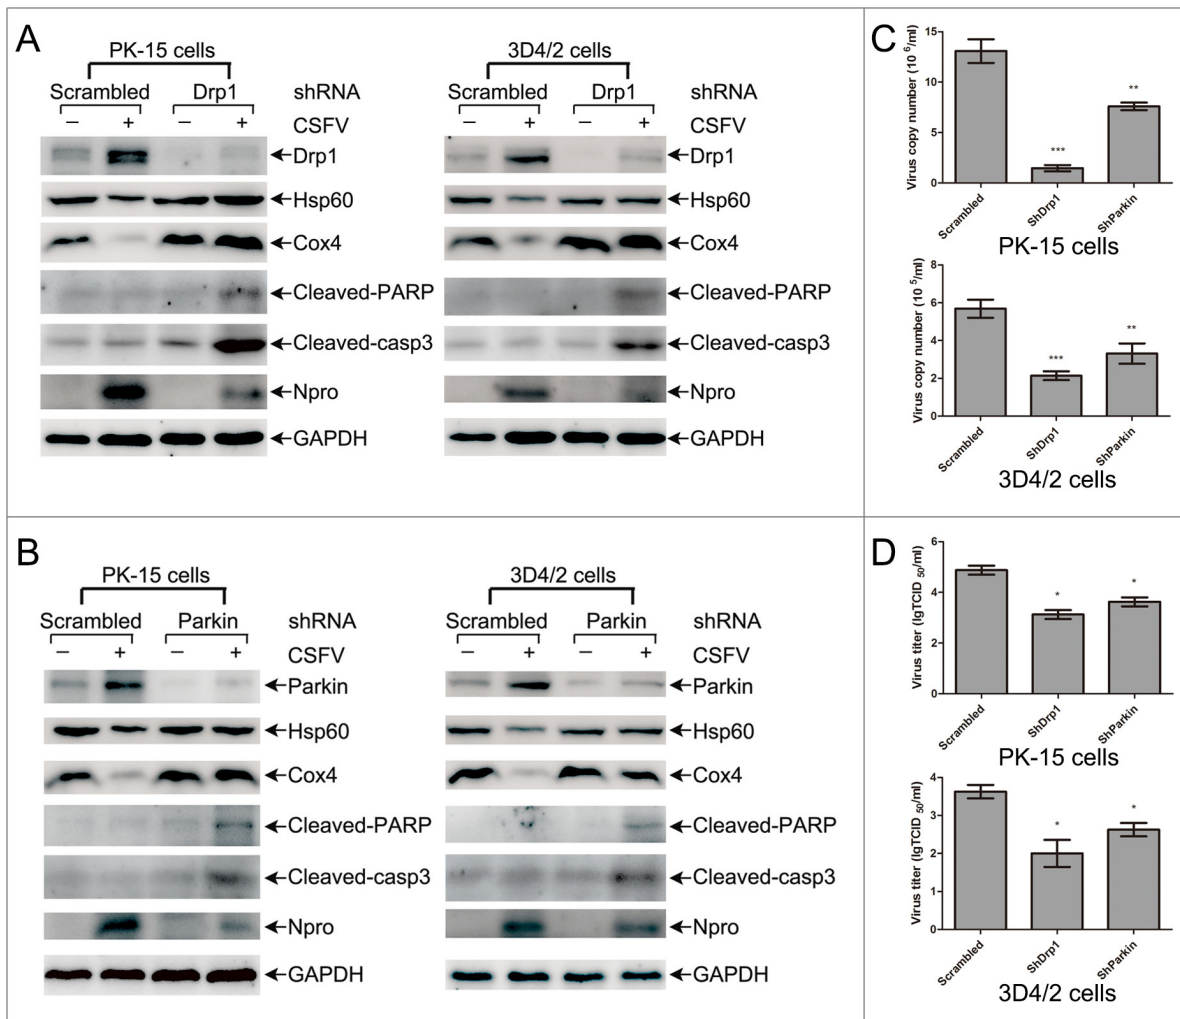 A
PK-15 cells
Scrambled Drp1 shRNA
– + – + CSFV
Drp1
Hsp60
Cox4
Cleaved-PARP
Cleaved-casp3
Npro
GAPDH
3D4/2 cells
Scrambled Drp1 shRNA
– + – + CSFV
Drp1
Hsp60
Cox4
Cleaved-PARP
Cleaved-casp3
Npro
GAPDH
B
PK-15 cells
Scrambled Parkin shRNA
– + – + CSFV
Parkin
Hsp60
Cox4
Cleaved-PARP
Cleaved-casp3
Npro
GAPDH
3D4/2 cells
Scrambled Parkin shRNA
– + – + CSFV
Parkin
Hsp60
Cox4
Cleaved-PARP
Cleaved-casp3
Npro
GAPDH
C
Virus copy number (10 6/ml)
15
10
5
0
***
**
Scrambled
ShDrp1
ShParkin
PK-15 cells
Virus copy number (10 5/ml)
8
6
4
2
0
***
**
Scrambled
ShDrp1
ShParkin
3D4/2 cells
D
Virus titer (lgTCID 50/ml)
6
4
2
0
*
*
Scrambled
ShDrp1
ShParkin
PK-15 cells
Virus titer (lgTCID 50/ml)
4
3
2
1
0
*
*
Scrambled
ShDrp1
ShParkin
3D4/2 cells